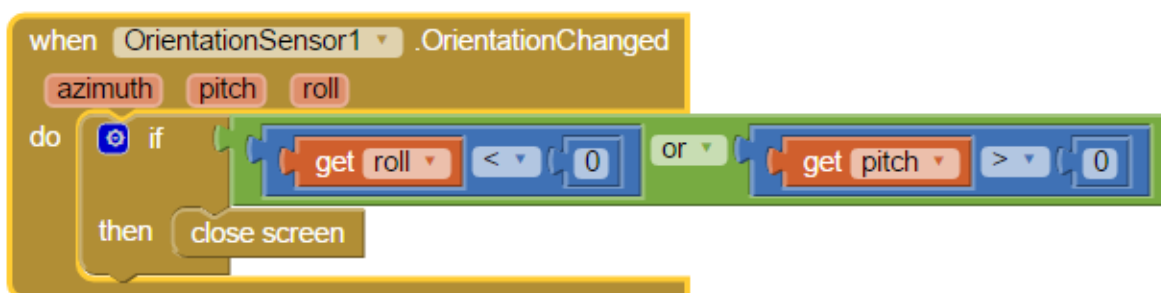 when OrientationSensor1 .OrientationChanged
azimuth pitch roll
do if get roll < 0 or get pitch > 0
then close screen